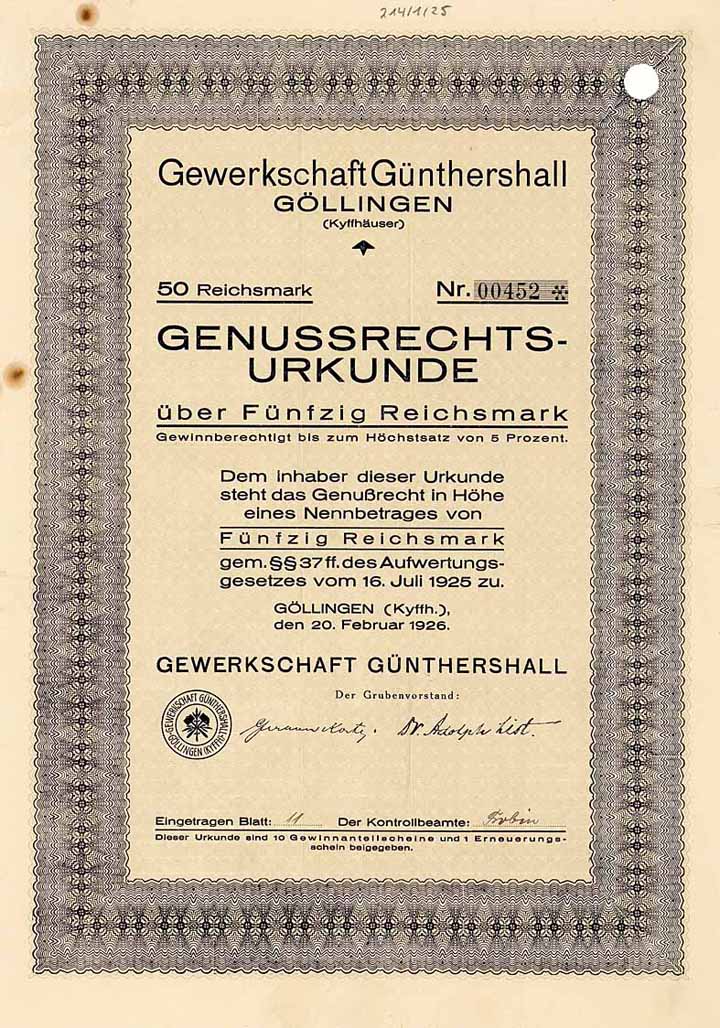 214/1/25
Gewerkschaft Günthershall
GÖLLINGEN
(Kyffhäuser)
50 Reichsmark Nr. 00452 *
GENUSSRECHTS-
URKUNDE
über Fünfzig Reichsmark
Gewinnberechtigt bis zum Höchstsatz von 5 Prozent.
Dem Inhaber dieser Urkunde
steht das Genußrecht in Höhe
eines Nennbetrages von
Fünfzig Reichsmark
gem. §§ 37 ff. des Aufwertungs-
gesetzes vom 16. Juli 1925 zu.
GÖLLINGEN (Kyffh.),
den 20. Februar 1926.
GEWERKSCHAFT GÜNTHERSHALL
Der Grubenvorstand:
GEWERKSCHAFT GÜNTHERSHALL
GÖLLINGEN (KYFFH)
Dr. Adolph List.
Eingetragen Blatt: 11 Der Kontrollbeamte:
Dieser Urkunde sind 10 Gewinnanteilscheine und 1 Erneuerungs-
schein beigegeben.